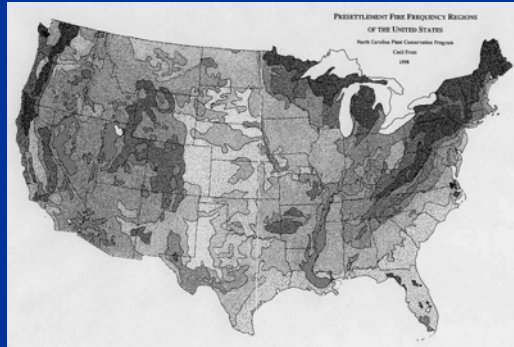 PRESETTLEMENT FIRE FREQUENCY REGIONS
OF THE UNITED STATES
North Carolina Plant Conservation Program
Cecil Frost
1998